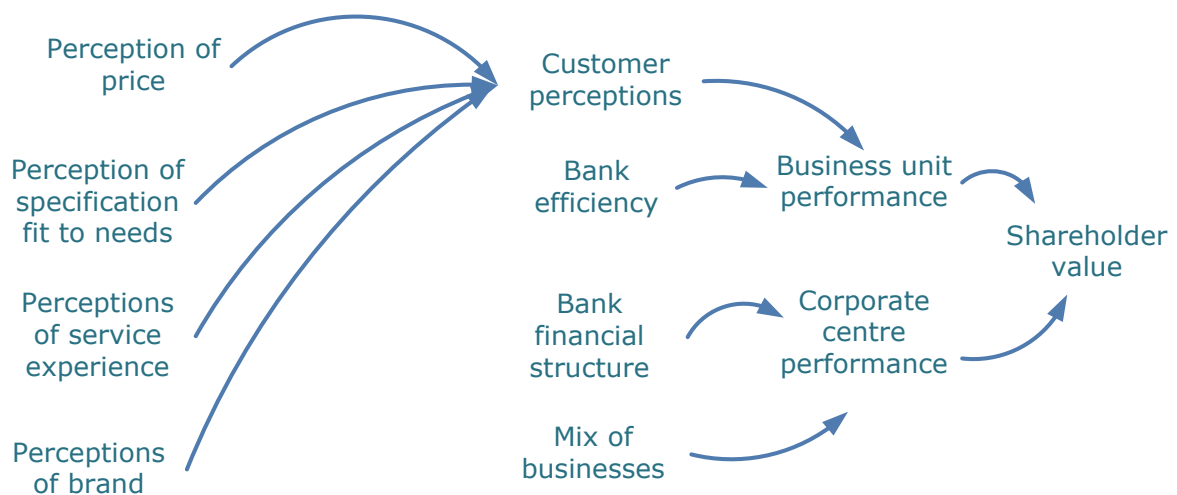 Perception of
price
Perception of
specification
fit to needs
Perceptions
of service
experience
Perceptions
of brand
Customer
perceptions
Bank
efficiency
Bank
financial
structure
Mix of
businesses
Business unit
performance
Corporate
centre
performance
Shareholder
value